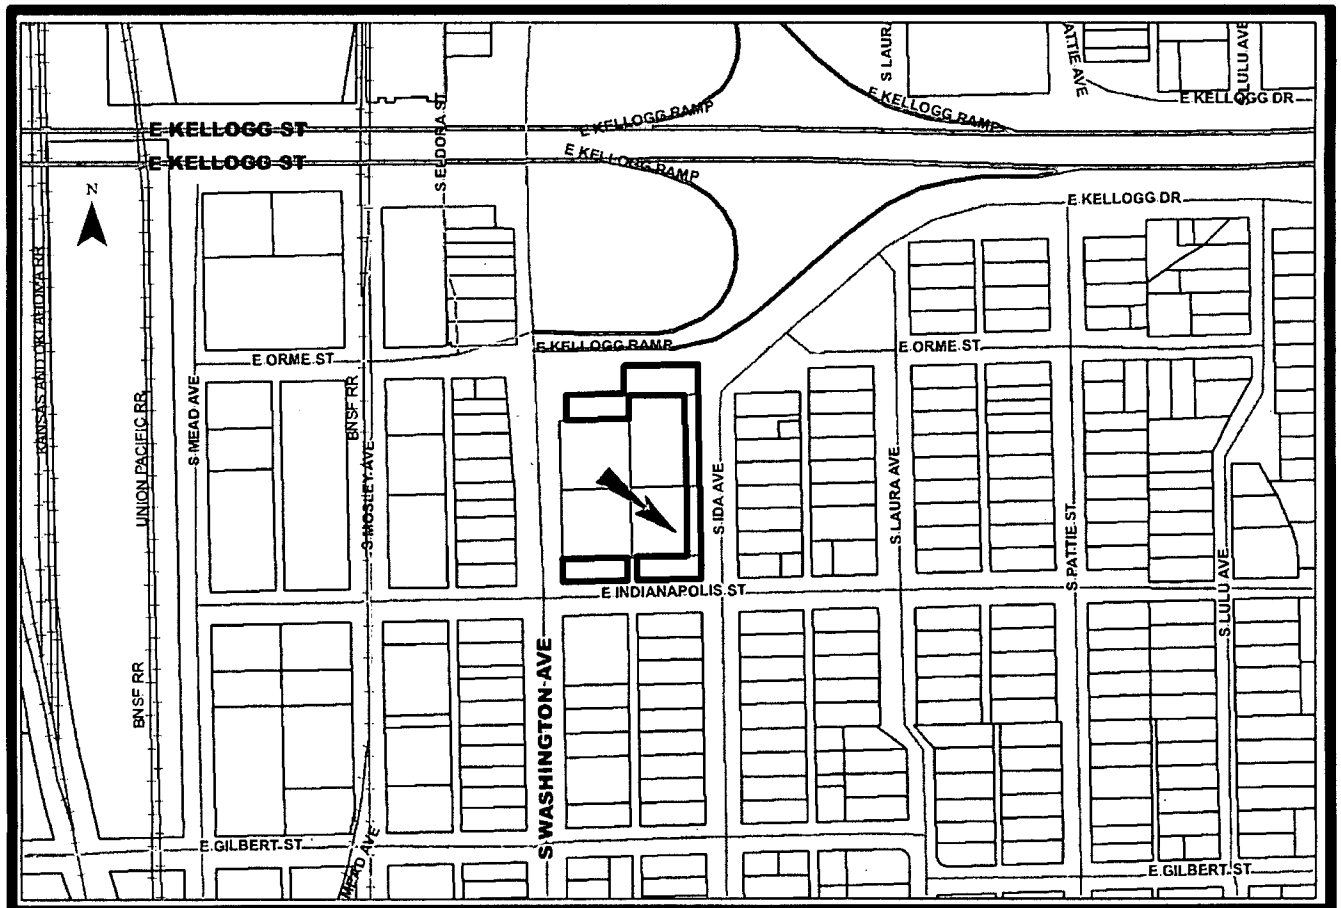 S LAUR
ATTIE AVE
S LULU AVE
E KELLOGG DR
E KELLOGG RAMP
E KELLOGG RAMP
E KELLOGG ST
S ELDORA ST
E KELLOGG ST
E KELLOGG RAMP
N
E KELLOGG DR
KANSAS AND OKLAHOMA RR
E ORME ST
E KELLOGG RAMP
E ORME ST
S MEAD AVE
UNION PACIFIC RR
BNSF RR
S MOSLEY AVE
S IDA AVE
S LAURA AVE
S PATTIE ST
S LULU AVE
E INDIANAPOLIS ST
BNSF RR
S WASHINGTON AVE
E GILBERT ST
MEAD AVE
E GILBERT ST